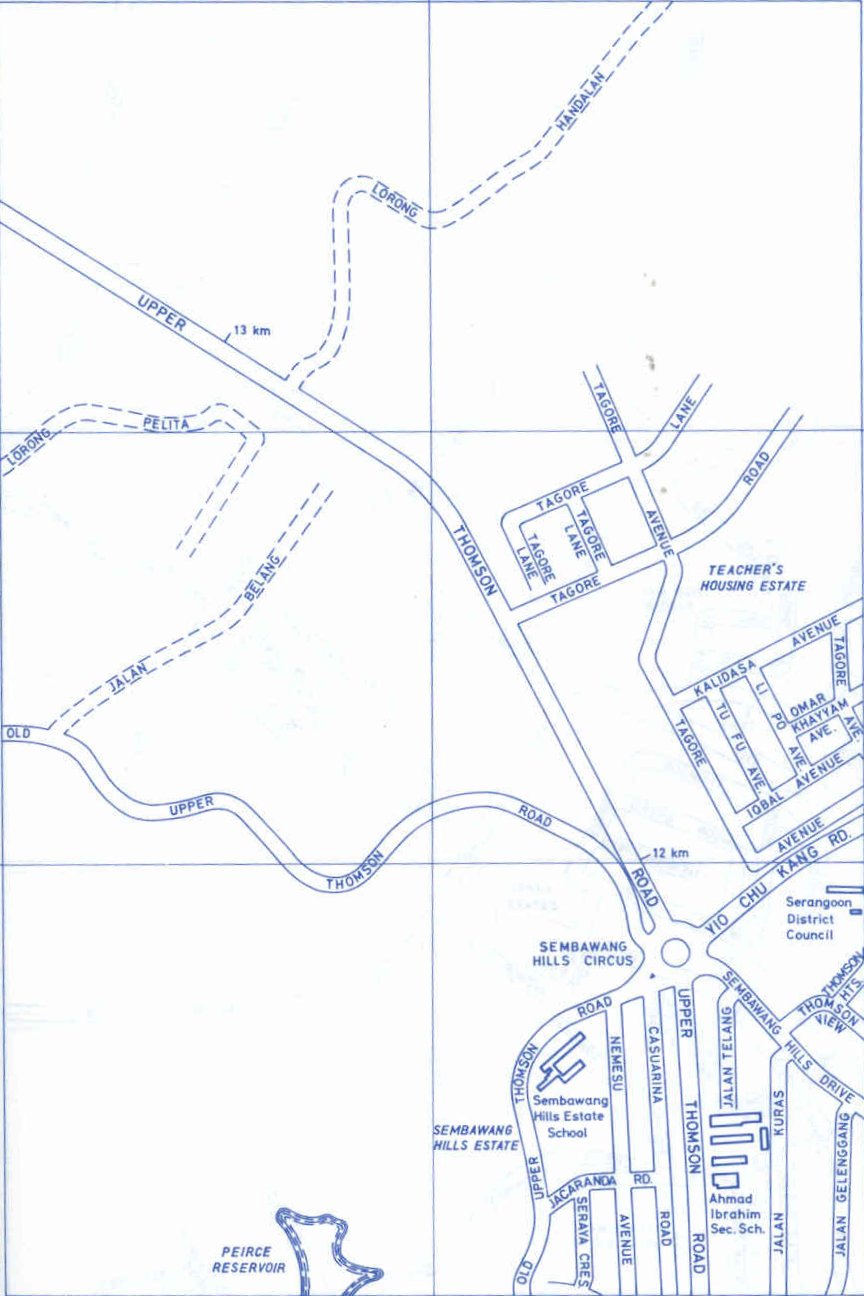 LORONG HANDALAN
UPPER
13 km
LORONG PELITA
TAGORE
LANE
ROAD
TAGORE
AVENUE
TAGORE
LANE
TAGORE
LANE
TAGORE
THOMSON
JALAN BELANG
TEACHER'S
HOUSING ESTATE
KALIDASA AVENUE
TAGORE
LI PO AVE.
OMAR
KHAYYAM
AVE.
AVE.
TU FU AVE.
TAGORE
IQBAL AVENUE
AVENUE
OLD
UPPER
THOMSON
ROAD
12 km
ROAD
YIO CHU KANG RD.
Serangoon
District
Council
SEMBAWANG
HILLS CIRCUS
SEMBAWANG HILLS DRIVE
THOMSON
HTS.
THOMSON
VIEW
ROAD
THOMSON
UPPER
OLD
NEMESU
AVENUE
CASUARINA
ROAD
UPPER
THOMSON
ROAD
JALAN TELANG
JALAN KURAS
JALAN GELENGGANG
Sembawang
Hills Estate
School
SEMBAWANG
HILLS ESTATE
JACARANDA RD.
SERAYA CRES
Ahmad
Ibrahim
Sec. Sch.
PEIRCE
RESERVOIR